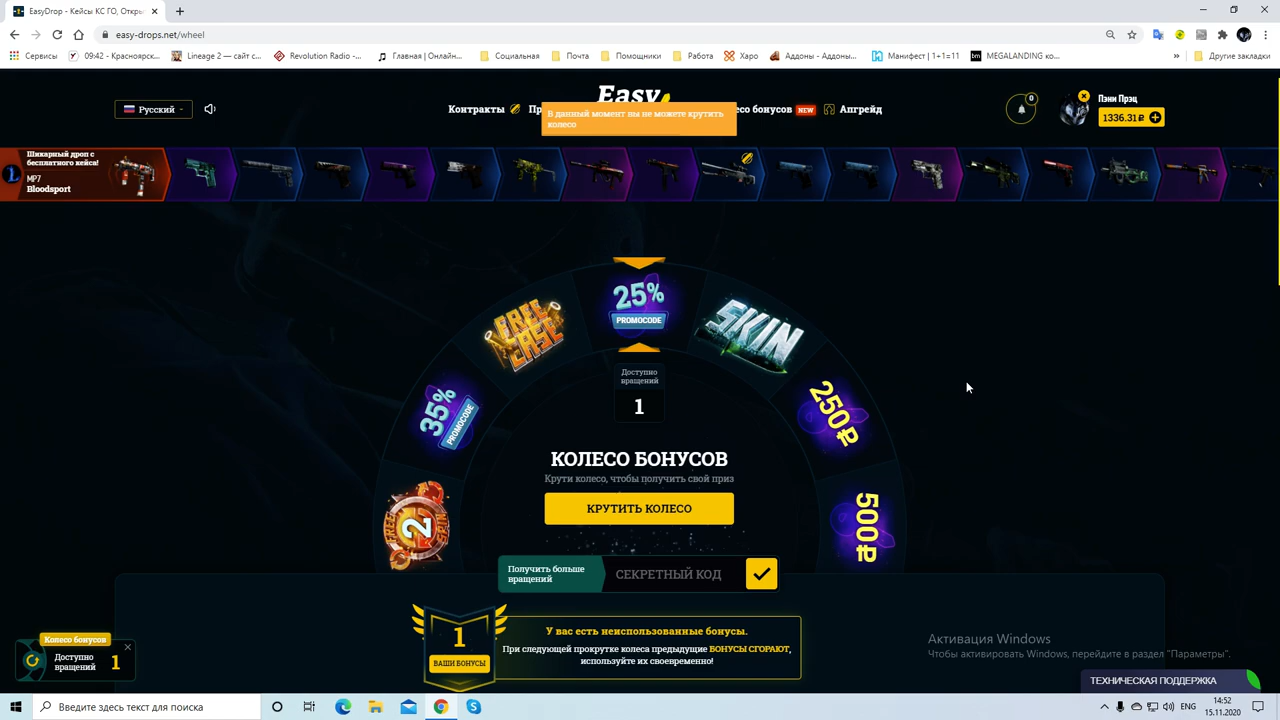 EasyDrop - Кейсы КС ГО, Откры
easy-drops.net/wheel
Сервисы
09:42 - Красноярск...
Lineage 2 — сайт с...
Revolution Radio -...
Главная \ Онлайн...
Социальная
Почта
Помощники
Работа
Харо
Аддоны - Аддоны...
Манифест | 1+1=11
MEGALANDING ко...
»
Другие закладки
Русский
Контракты
Easy
В данный момент вы не можете крутить
колесо
бонусов
NEW
Апгрейд
0
Пэни Прэц
1336.31 ₽
Шикарный дроп с
бесплатного кейса!
MP7
Bloodsport
25%
PROMOCODE
FREE
CASE
SKIN
35%
PROMOCODE
250₽
2
FREE SPIN
500₽
Доступно
вращений
1
КОЛЕСО БОНУСОВ
Крути колесо, чтобы получить свой приз
КРУТИТЬ КОЛЕСО
Получить больше
вращений
СЕКРЕТНЫЙ КОД
1
ВАШИ БОНУСЫ
У вас есть неиспользованные бонусы.
При следующей прокрутке колеса предыдущие БОНУСЫ СГОРАЮТ,
используйте их своевременно!
Колесо бонусов
Доступно
вращений
1
Активация Windows
Чтобы активировать Windows, перейдите в раздел "Параметры".
ТЕХНИЧЕСКАЯ ПОДДЕРЖКА
Введите здесь текст для поиска
ENG
14:52
15.11.2020